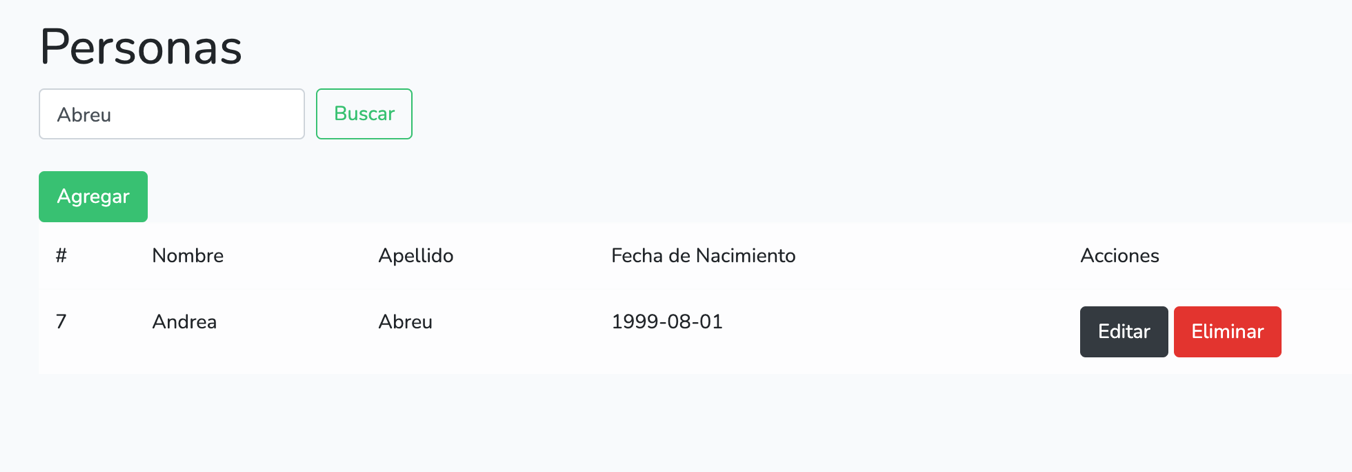 Personas
Abreu Buscar
Agregar
# Nombre Apellido Fecha de Nacimiento Acciones
7 Andrea Abreu 1999-08-01 Editar Eliminar